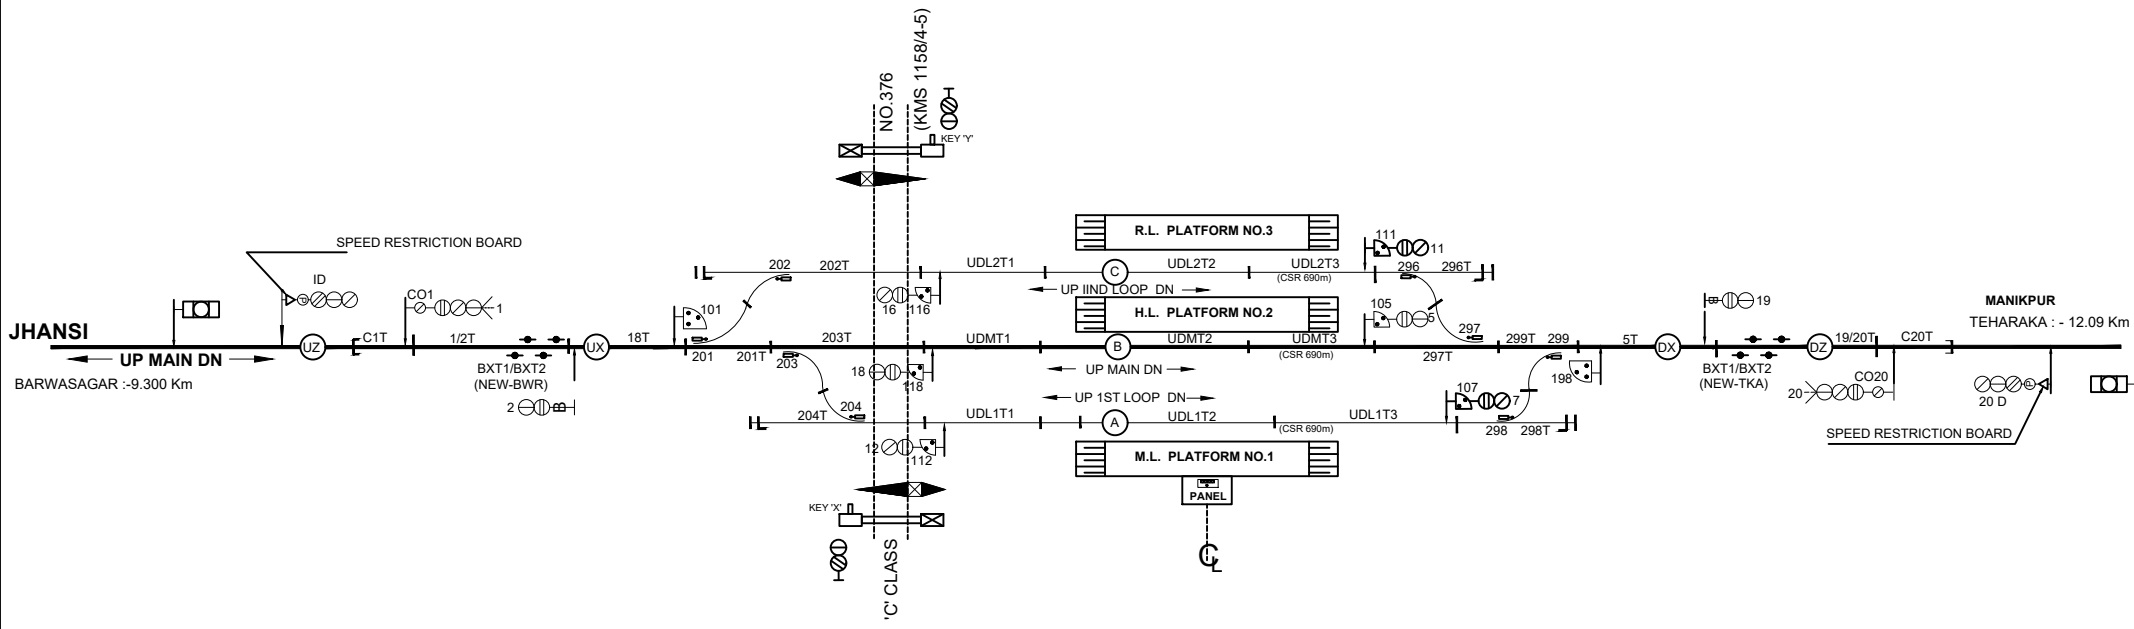 NO.376
(KMS 1158/4-5)
KEY 'Y'
SPEED RESTRICTION BOARD
ID
P
CO1
1
JHANSI
UP MAIN DN
BARWASAGAR :-9.300 Km
UZ
C1T
1/2T
BXT1/BXT2
(NEW-BWR)
2
B
UX
18T
101
201
201T
202
202T
203
203T
204
204T
16
116
18
118
12
112
KEY 'X'
'C' CLASS
R.L. PLATFORM NO.3
UDL2T1
C
UDL2T2
UDL2T3
(CSR 690m)
UP IIND LOOP DN
111
11
296
296T
H.L. PLATFORM NO.2
105
5
297
UDMT1
B
UDMT2
UDMT3
(CSR 690m)
297T
299T
299
UP MAIN DN
198
UP 1ST LOOP DN
107
7
UDL1T1
A
UDL1T2
UDL1T3
(CSR 690m)
298
298T
M.L. PLATFORM NO.1
PANEL
CL
5T
DX
B
19
BXT1/BXT2
(NEW-TKA)
DZ
19/20T
C20T
CO20
20
MANIKPUR
TEHARAKA : - 12.09 Km
P
20 D
SPEED RESTRICTION BOARD